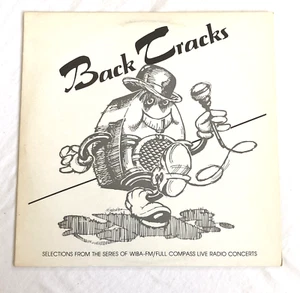 Back Tracks
SELECTIONS FROM THE SERIES OF WIBA-FM/FULL COMPASS LIVE RADIO CONCERTS